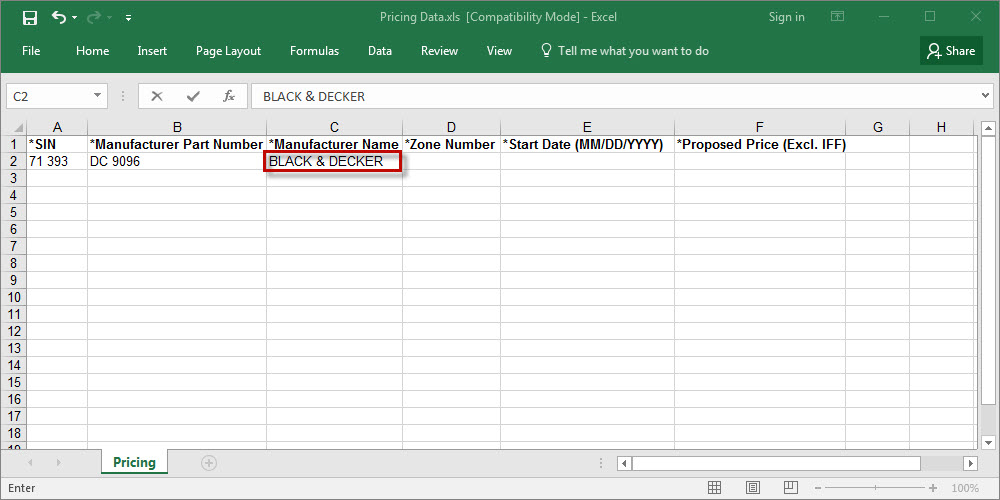 Pricing Data.xls [Compatibility Mode] - Excel
Sign in
File Home Insert Page Layout Formulas Data Review View Tell me what you want to do Share
C2 fx BLACK & DECKER
A B C D E F G H
1 *SIN *Manufacturer Part Number *Manufacturer Name *Zone Number *Start Date (MM/DD/YYYY) *Proposed Price (Excl. IFF)
2 71 393 DC 9096 BLACK & DECKER
3
4
5
6
7
8
9
10
11
12
13
14
15
16
17
18
19
Pricing
Enter 100%